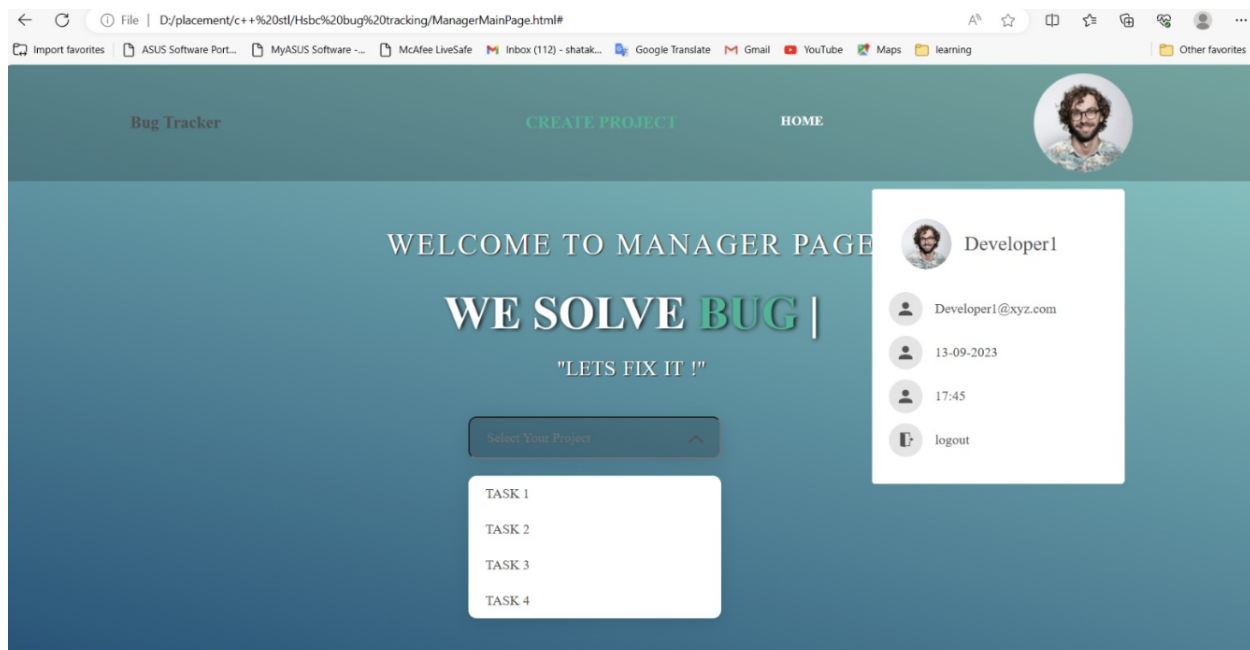 File | D:/placement/c++%20stl/Hsbc%20bug%20tracking/ManagerMainPage.html#
Import favorites ASUS Software Port... MyASUS Software -... McAfee LiveSafe Inbox (112) - shatak... Google Translate Gmail YouTube Maps learning Other favorites
Bug Tracker CREATE PROJECT HOME
WELCOME TO MANAGER PAGE
WE SOLVE BUG |
"LETS FIX IT !"
Select Your Project
TASK 1
TASK 2
TASK 3
TASK 4
Developer1
Developer1@xyz.com
13-09-2023
17:45
logout